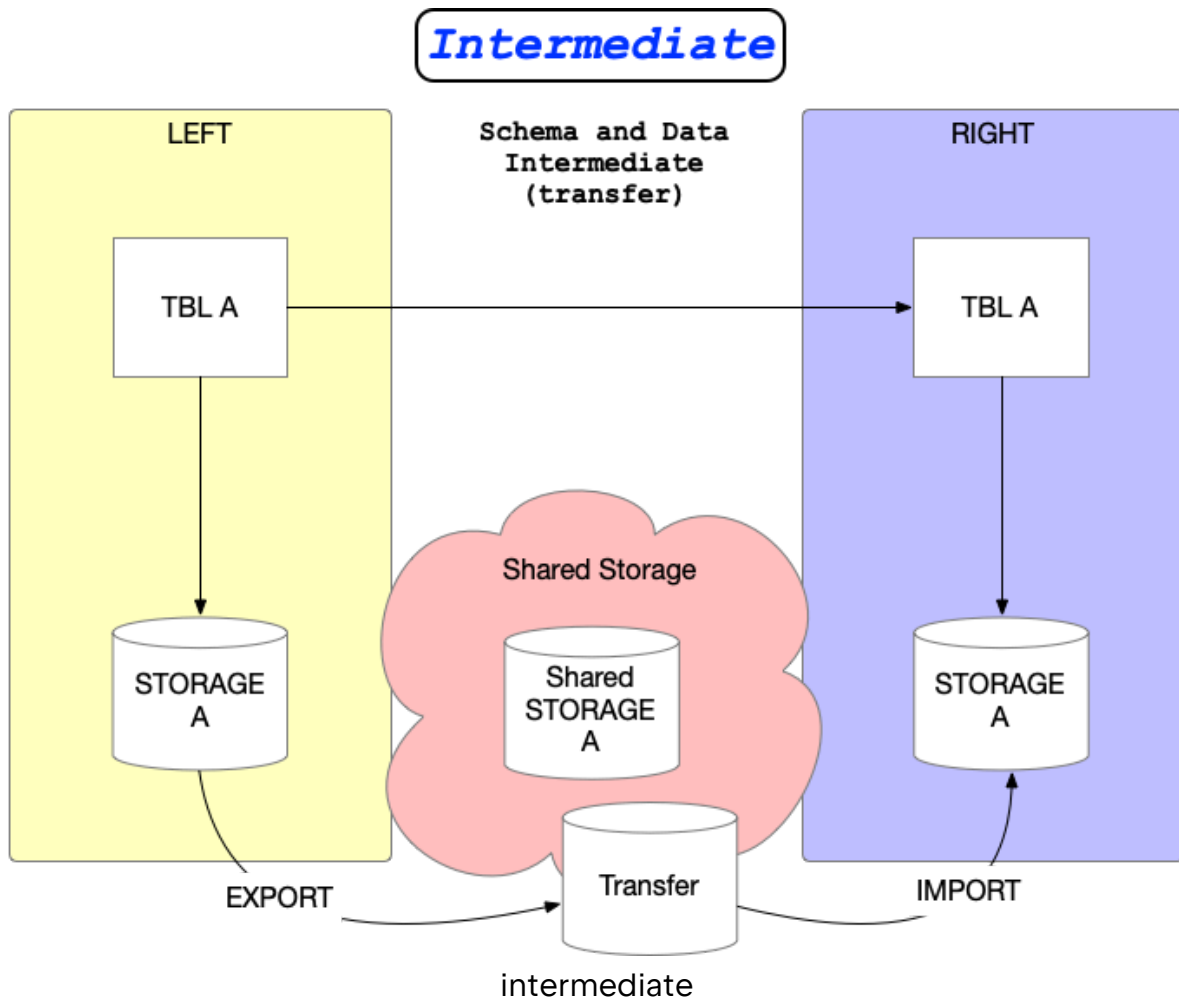 Intermediate
LEFT
Schema and Data
Intermediate
(transfer)
RIGHT
TBL A
TBL A
Shared Storage
STORAGE
A
Shared
STORAGE
A
STORAGE
A
Transfer
EXPORT
IMPORT
intermediate